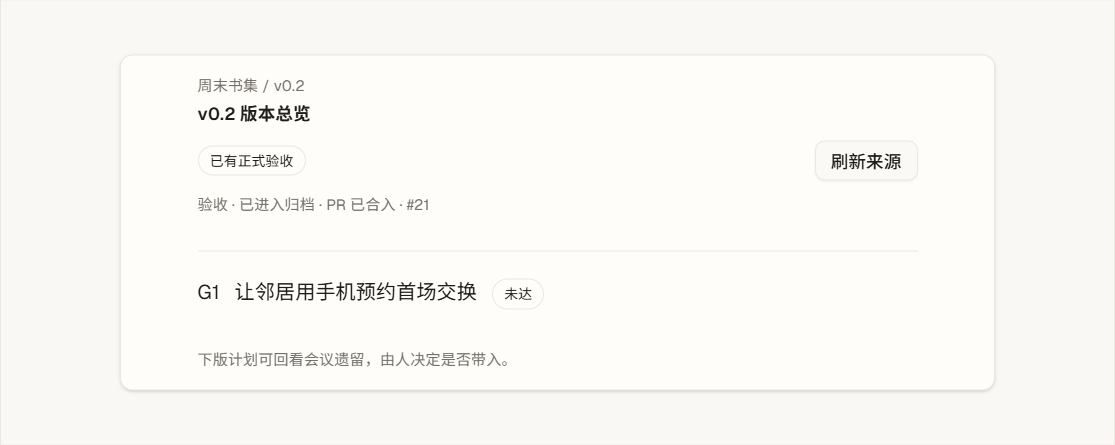 周末书集 / v0.2
v0.2 版本总览
已有正式验收
刷新来源
验收 · 已进入归档 · PR 已合入 · #21
G1 让邻居用手机预约首场交换 未达
下版计划可回看会议遗留，由人决定是否带入。